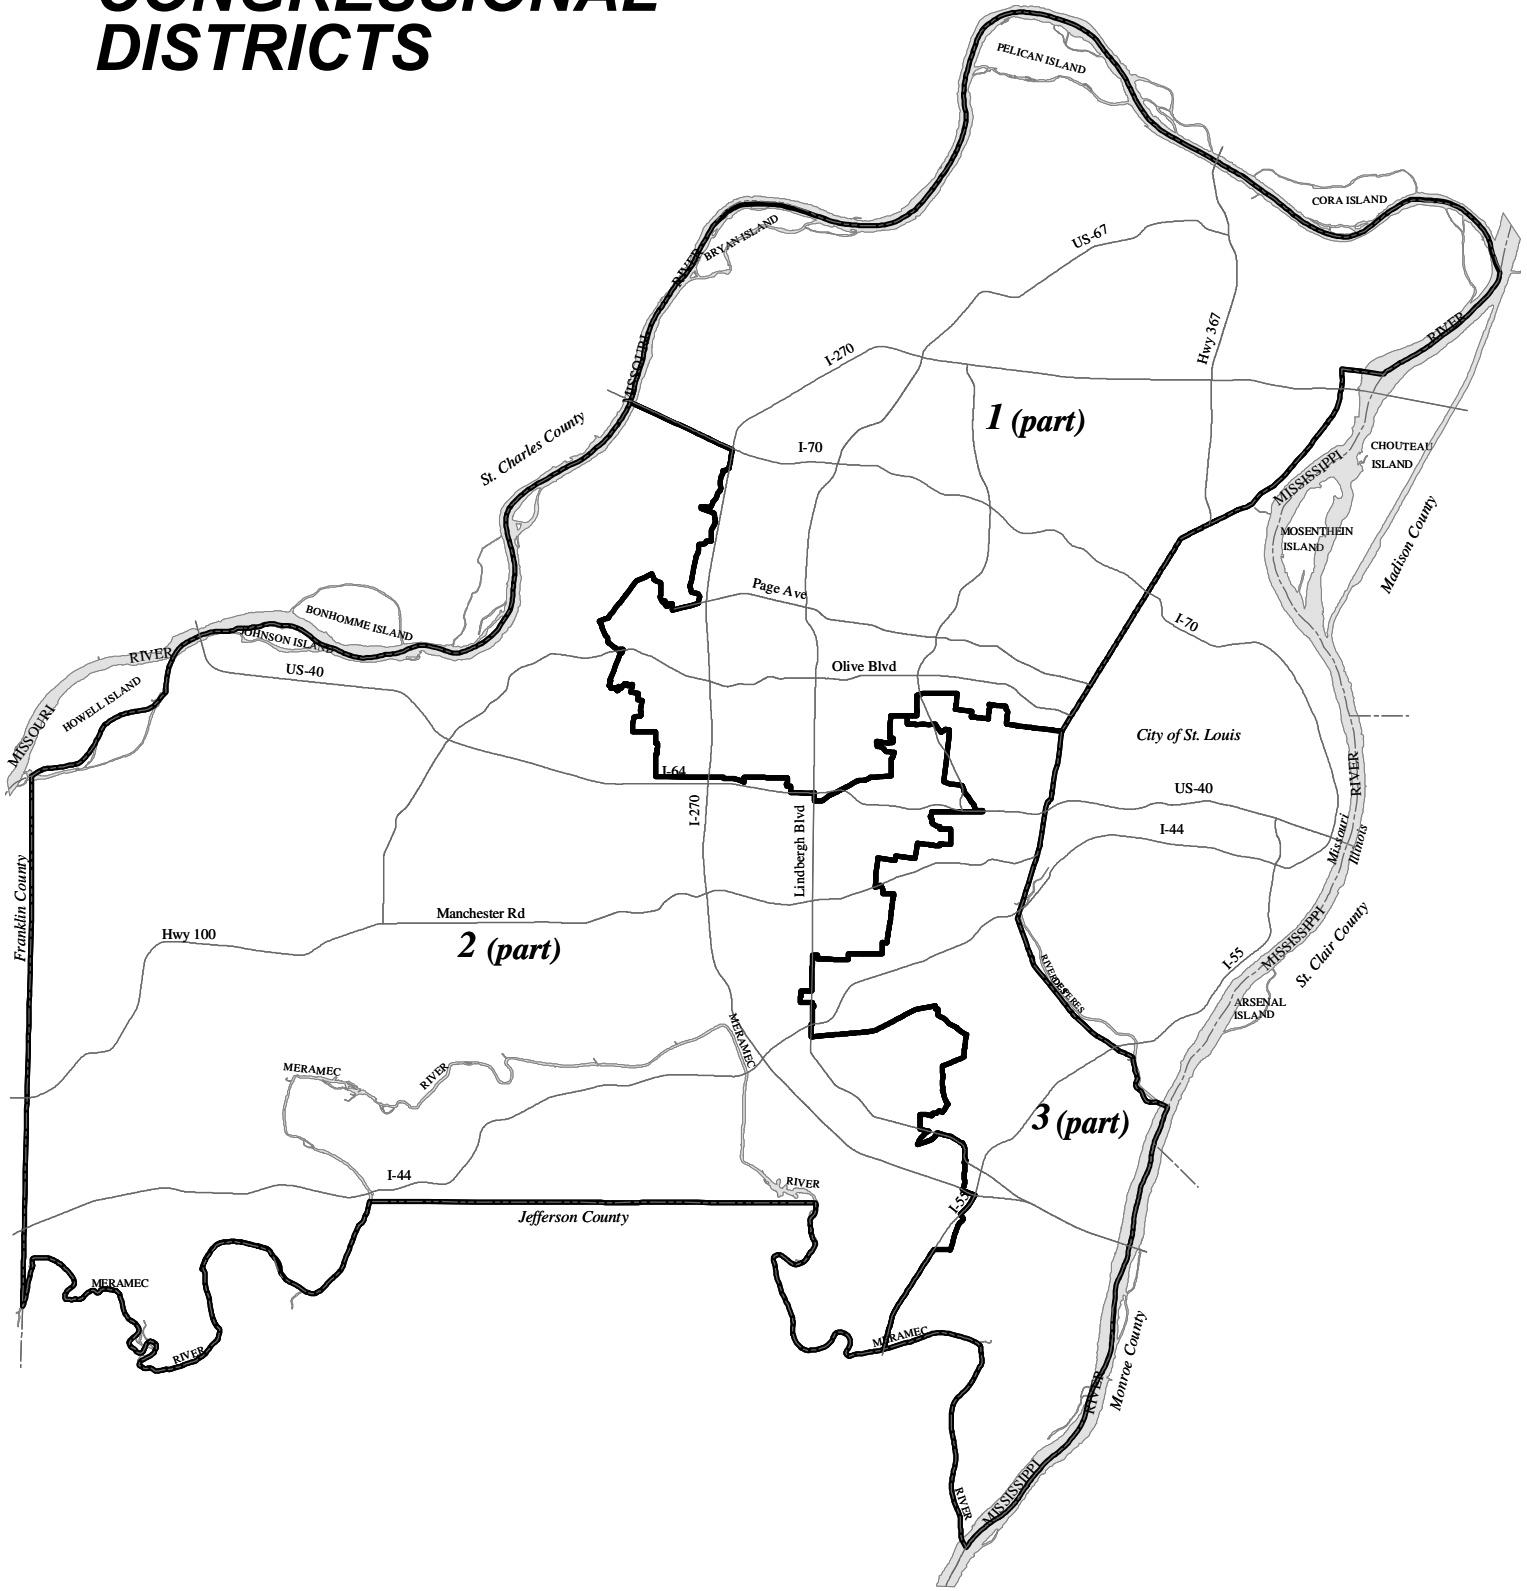 CONGRESSIONAL
DISTRICTS
PELICAN ISLAND
CORA ISLAND
BRYAN ISLAND
US-67
RIVER
MISSOURI
I-270
Hwy 367
RIVER
1 (part)
St. Charles County
I-70
CHOUTEAU
ISLAND
MISSISSIPPI
MOSENTHEIN
ISLAND
Madison County
Page Ave
BONHOMME ISLAND
JOHNSON ISLAND
I-70
RIVER
US-40
Olive Blvd
HOWELL ISLAND
MISSOURI
City of St. Louis
I-64
RIVER
US-40
I-270
Lindbergh Blvd
I-44
Missouri
Illinois
Franklin County
Manchester Rd
Hwy 100
2 (part)
MISSISSIPPI
St. Clair County
I-55
RIVER DES PERES
ARSENAL
ISLAND
MERAMEC
MERAMEC
RIVER
3 (part)
I-44
RIVER
I-55
Jefferson County
MERAMEC
RIVER
MERAMEC
Monroe County
RIVER
MISSISSIPPI
RIVER